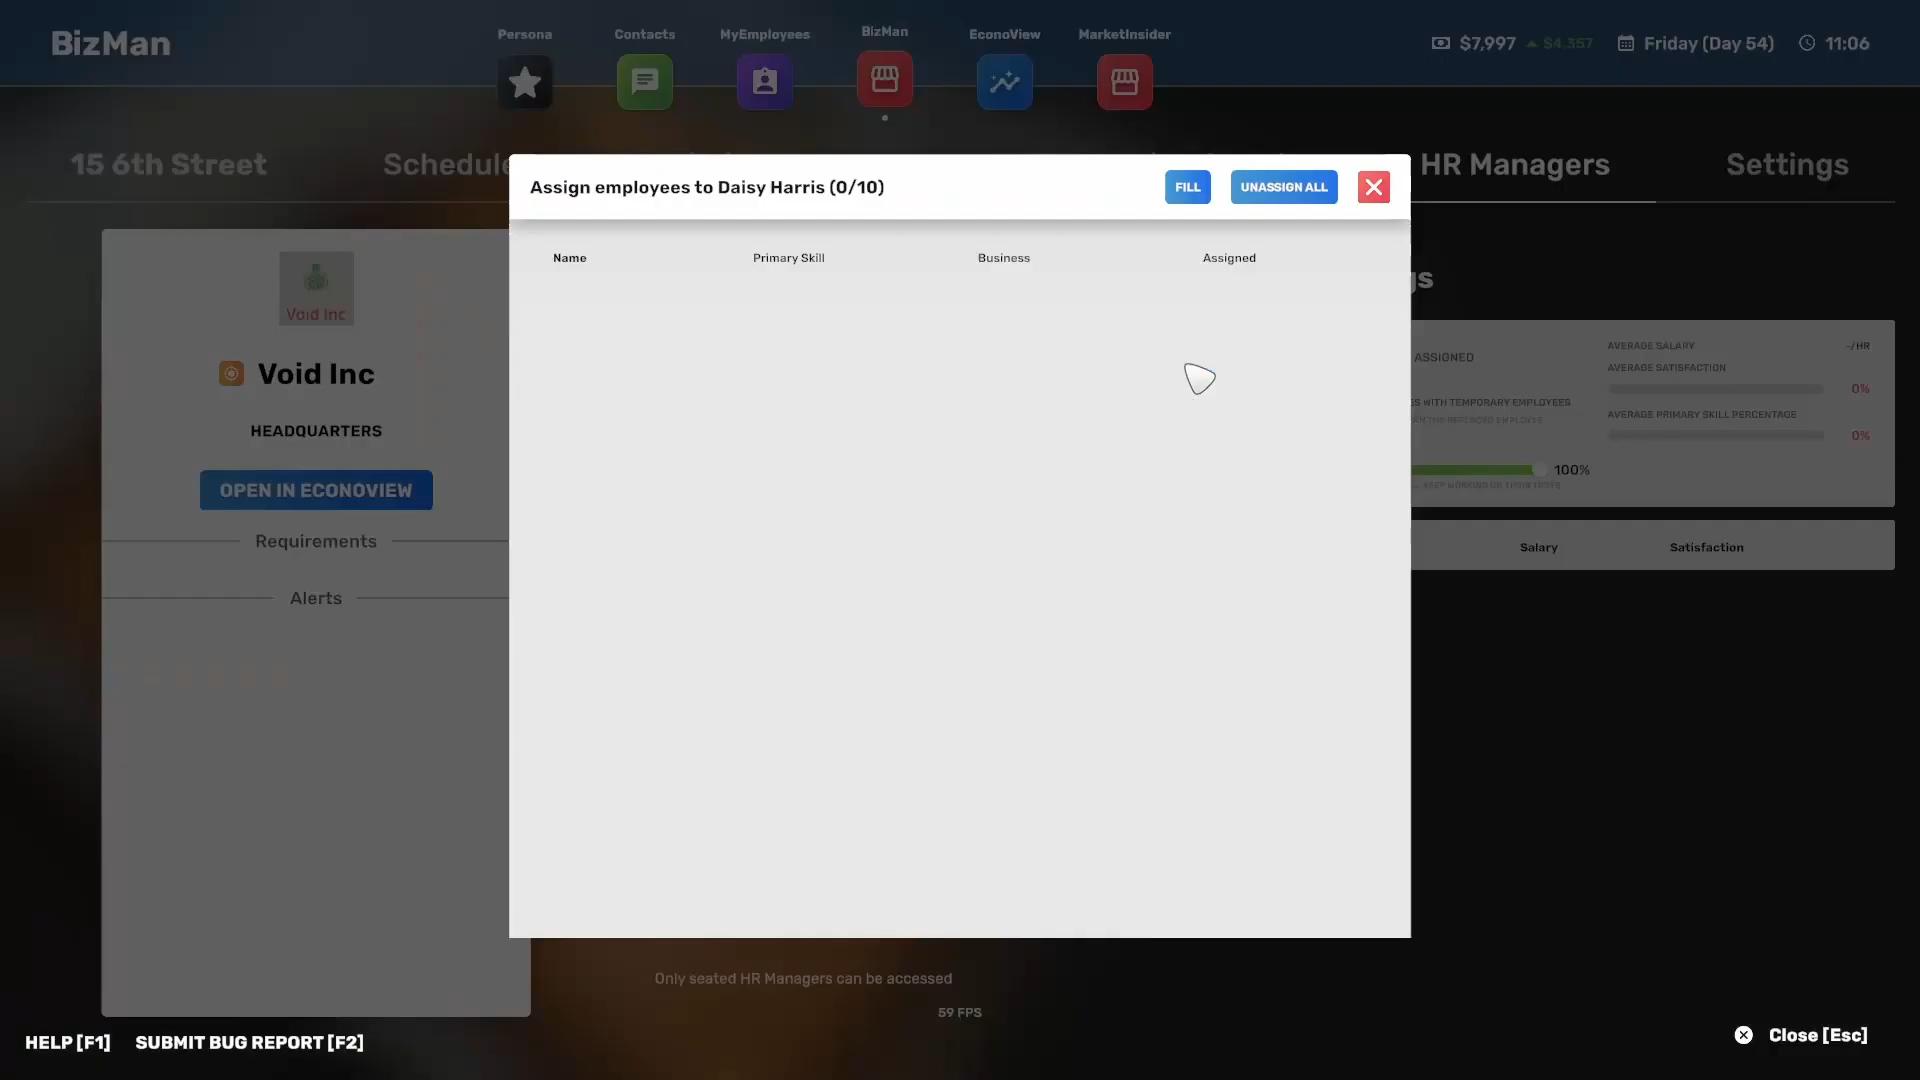 BizMan
Persona
Contacts
MyEmployees
BizMan
EconoView
MarketInsider
$7,997
$4,357
Friday (Day 54)
11:06
15 6th Street
Schedule
HR Managers
Settings
Assign employees to Daisy Harris (0/10)
FILL
UNASSIGN ALL
Name
Primary Skill
Business
Assigned
Void Inc
Void Inc
HEADQUARTERS
OPEN IN ECONOVIEW
Requirements
Alerts
gs
ASSIGNED
AVERAGE SALARY
-/HR
AVERAGE SATISFACTION
0%
S WITH TEMPORARY EMPLOYEES
AVERAGE PRIMARY SKILL PERCENTAGE
0%
100%
Salary
Satisfaction
Only seated HR Managers can be accessed
59 FPS
HELP [F1]
SUBMIT BUG REPORT [F2]
Close [Esc]